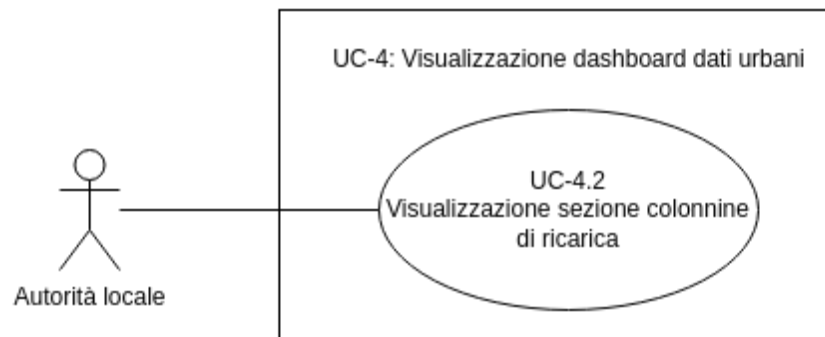 UC-4: Visualizzazione dashboard dati urbani
UC-4.2
Visualizzazione sezione colonnine
di ricarica
Autorità locale